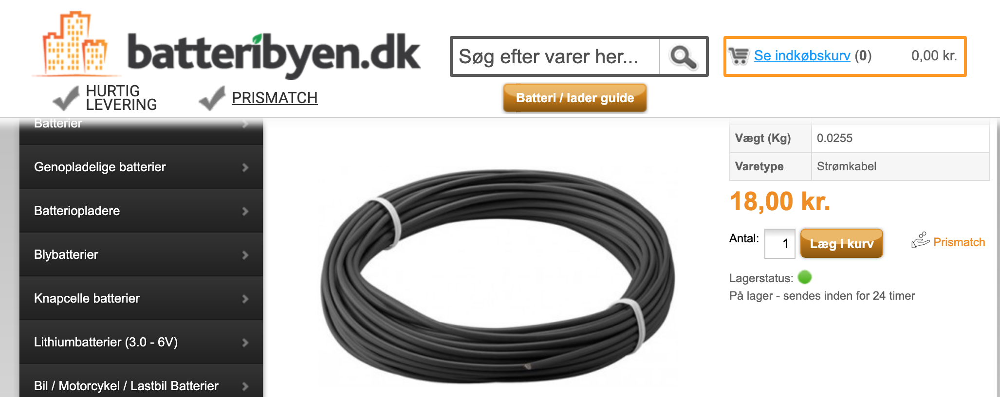 batteribyen.dk
Søg efter varer her...
Se indkøbskurv (0) 0,00 kr.
HURTIG
LEVERING
PRISMATCH
Batteri / lader guide
Batterier
Genopladelige batterier
Batteriopladere
Blybatterier
Knapcelle batterier
Lithiumbatterier (3.0 - 6V)
Bil / Motorcykel / Lastbil Batterier
Vægt (Kg) 0.0255
Varetype Strømkabel
18,00 kr.
Antal: 1 Læg i kurv Prismatch
Lagerstatus:
På lager - sendes inden for 24 timer